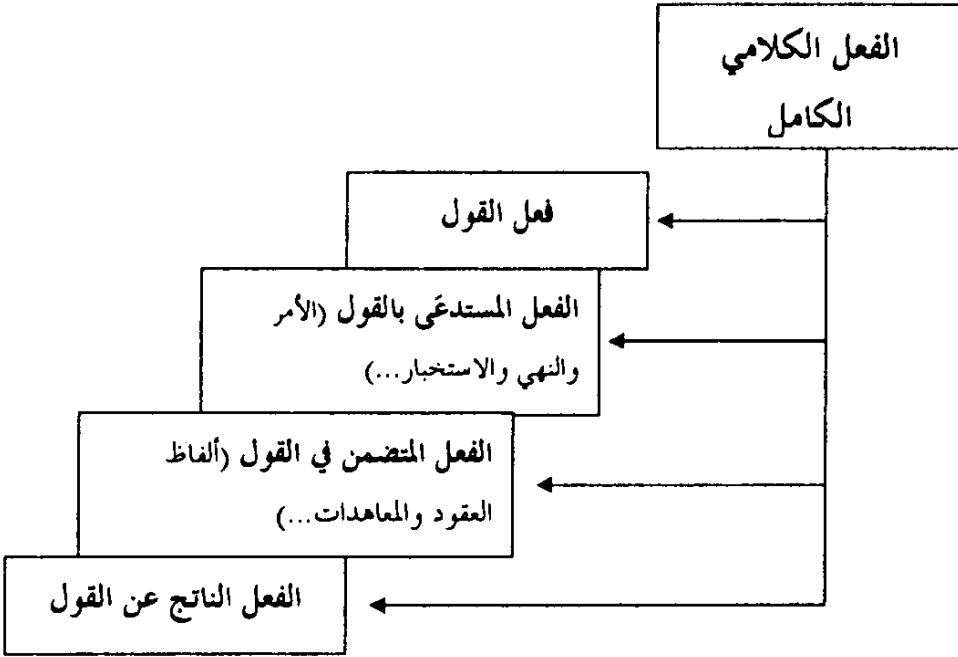 الفعل الكلامي
الكامل
فعل القول
الفعل المستدعَى بالقول (الأمر
والنهي والاستخبار...)
الفعل المتضمن في القول (ألفاظ
العقود والمعاهدات...)
الفعل الناتج عن القول